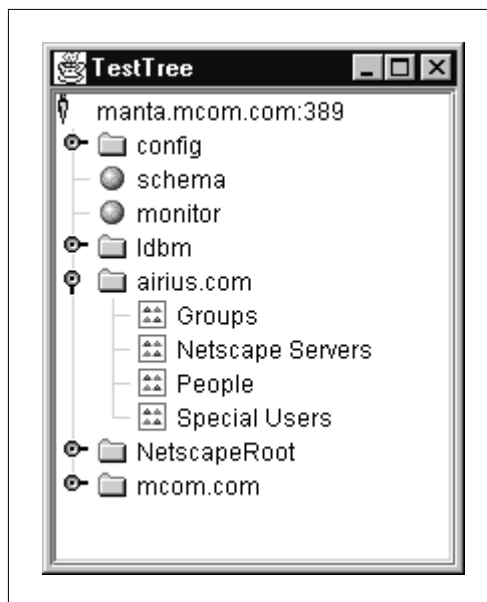 TestTree
manta.mcom.com:389
config
schema
monitor
ldbm
airius.com
Groups
Netscape Servers
People
Special Users
NetscapeRoot
mcom.com